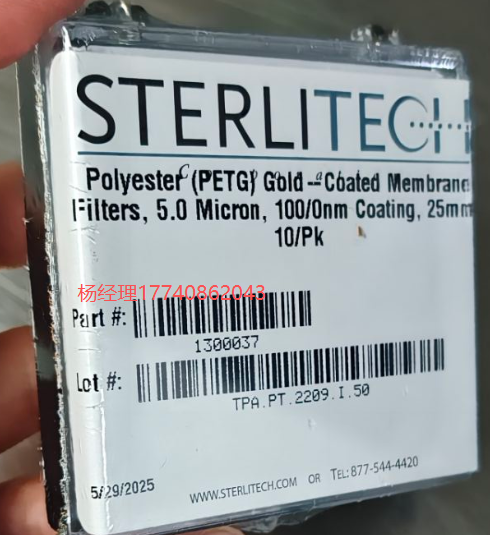 STERLITECH
Polyester (PETG) Gold-Coated Membrane
Filters, 5.0 Micron, 100/0nm Coating, 25mm
10/Pk
杨经理17740862043
Part #:
1300037
Lot #:
TPA.PT.2209.I.50
5/29/2025
WWW.STERLITECH.COM OR TEL: 877-544-4420